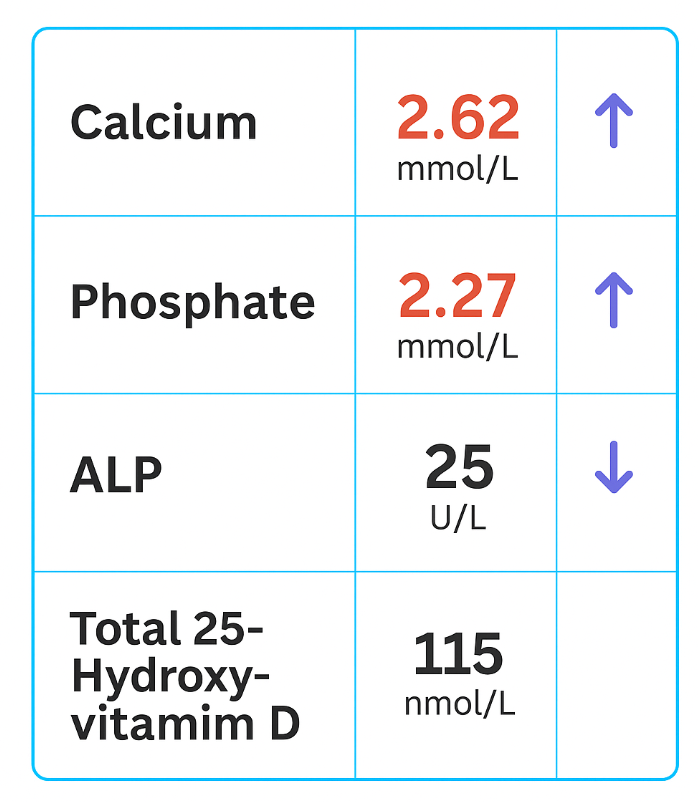 Calcium
2.62
mmol/L
↑
Phosphate
2.27
mmol/L
↑
ALP
25
U/L
↓
Total 25-
Hydroxy-
vitamim D
115
nmol/L